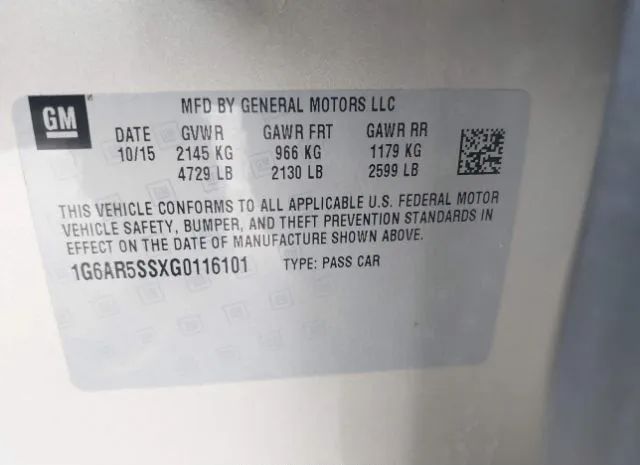 GM
MFD BY GENERAL MOTORS LLC
DATE GVWR GAWR FRT GAWR RR
10/15 2145 KG 966 KG 1179 KG
4729 LB 2130 LB 2599 LB
THIS VEHICLE CONFORMS TO ALL APPLICABLE U.S. FEDERAL MOTOR
VEHICLE SAFETY, BUMPER, AND THEFT PREVENTION STANDARDS IN
EFFECT ON THE DATE OF MANUFACTURE SHOWN ABOVE.
1G6AR5SSXG0116101 TYPE: PASS CAR